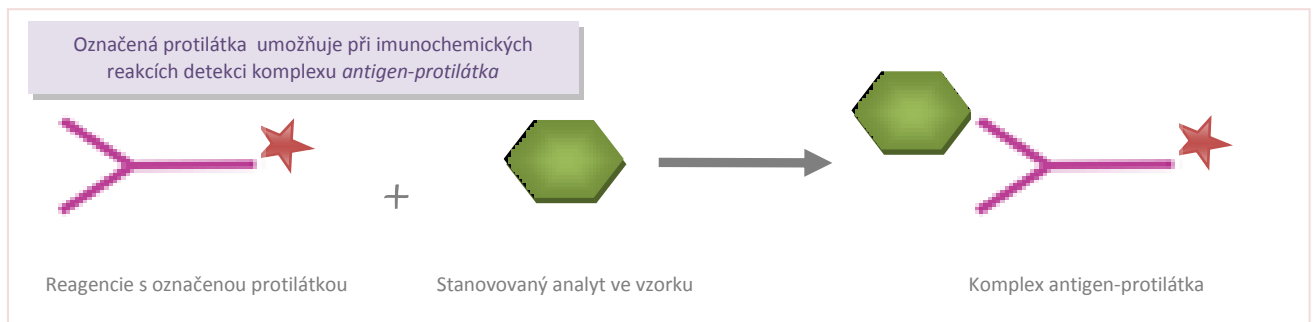 Označená protilátka umožňuje při imunochemických
reakcích detekci komplexu antigen-protilátka
+
Reagencie s označenou protilátkou
Stanovovaný analyt ve vzorku
Komplex antigen-protilátka